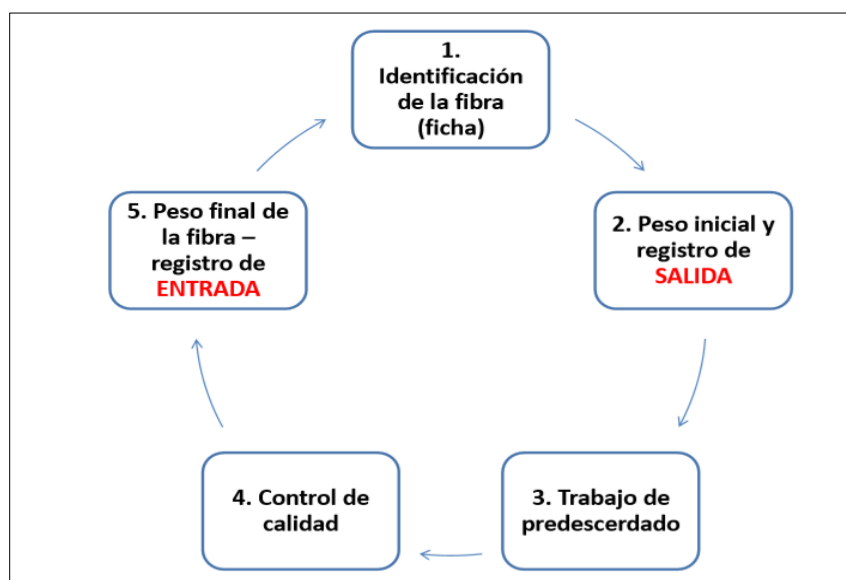 1.
Identificación
de la fibra
(ficha)
2. Peso inicial y
registro de
SALIDA
3. Trabajo de
predescerdado
4. Control de
calidad
5. Peso final de
la fibra –
registro de
ENTRADA